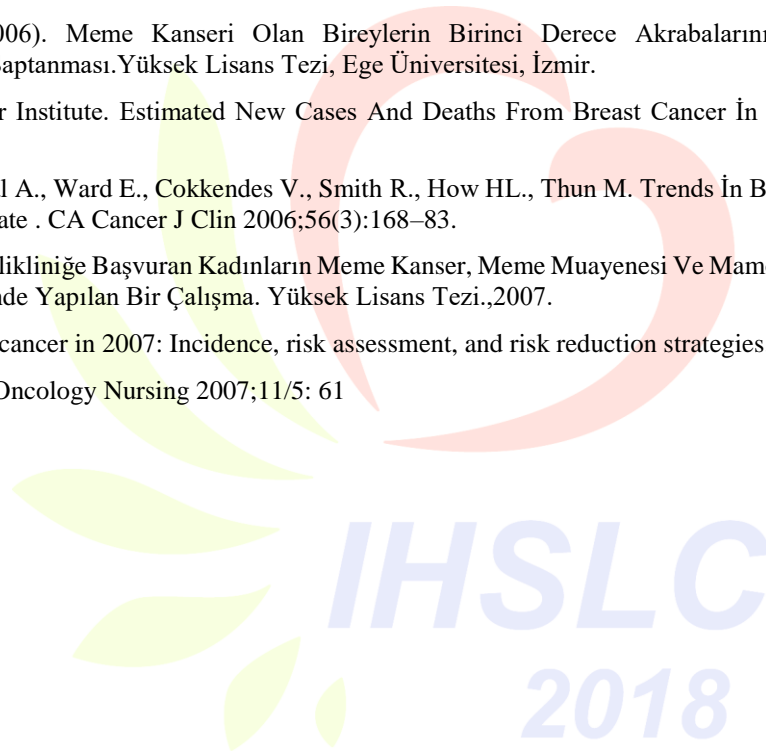 006). Meme Kanseri Olan Bireylerin Birinci Derece Akrabalarını
Saptanması.Yüksek Lisans Tezi, Ege Üniversitesi, İzmir.
r Institute. Estimated New Cases And Deaths From Breast Cancer İn
l A., Ward E., Cokkendes V., Smith R., How HL., Thun M. Trends İn B
ate . CA Cancer J Clin 2006;56(3):168–83.
likliniğe Başvuran Kadınların Meme Kanser, Meme Muayenesi Ve Mam
nde Yapılan Bir Çalışma. Yüksek Lisans Tezi.,2007.
cancer in 2007: Incidence, risk assessment, and risk reduction strategies
Oncology Nursing 2007;11/5: 61
IHSLC
2018